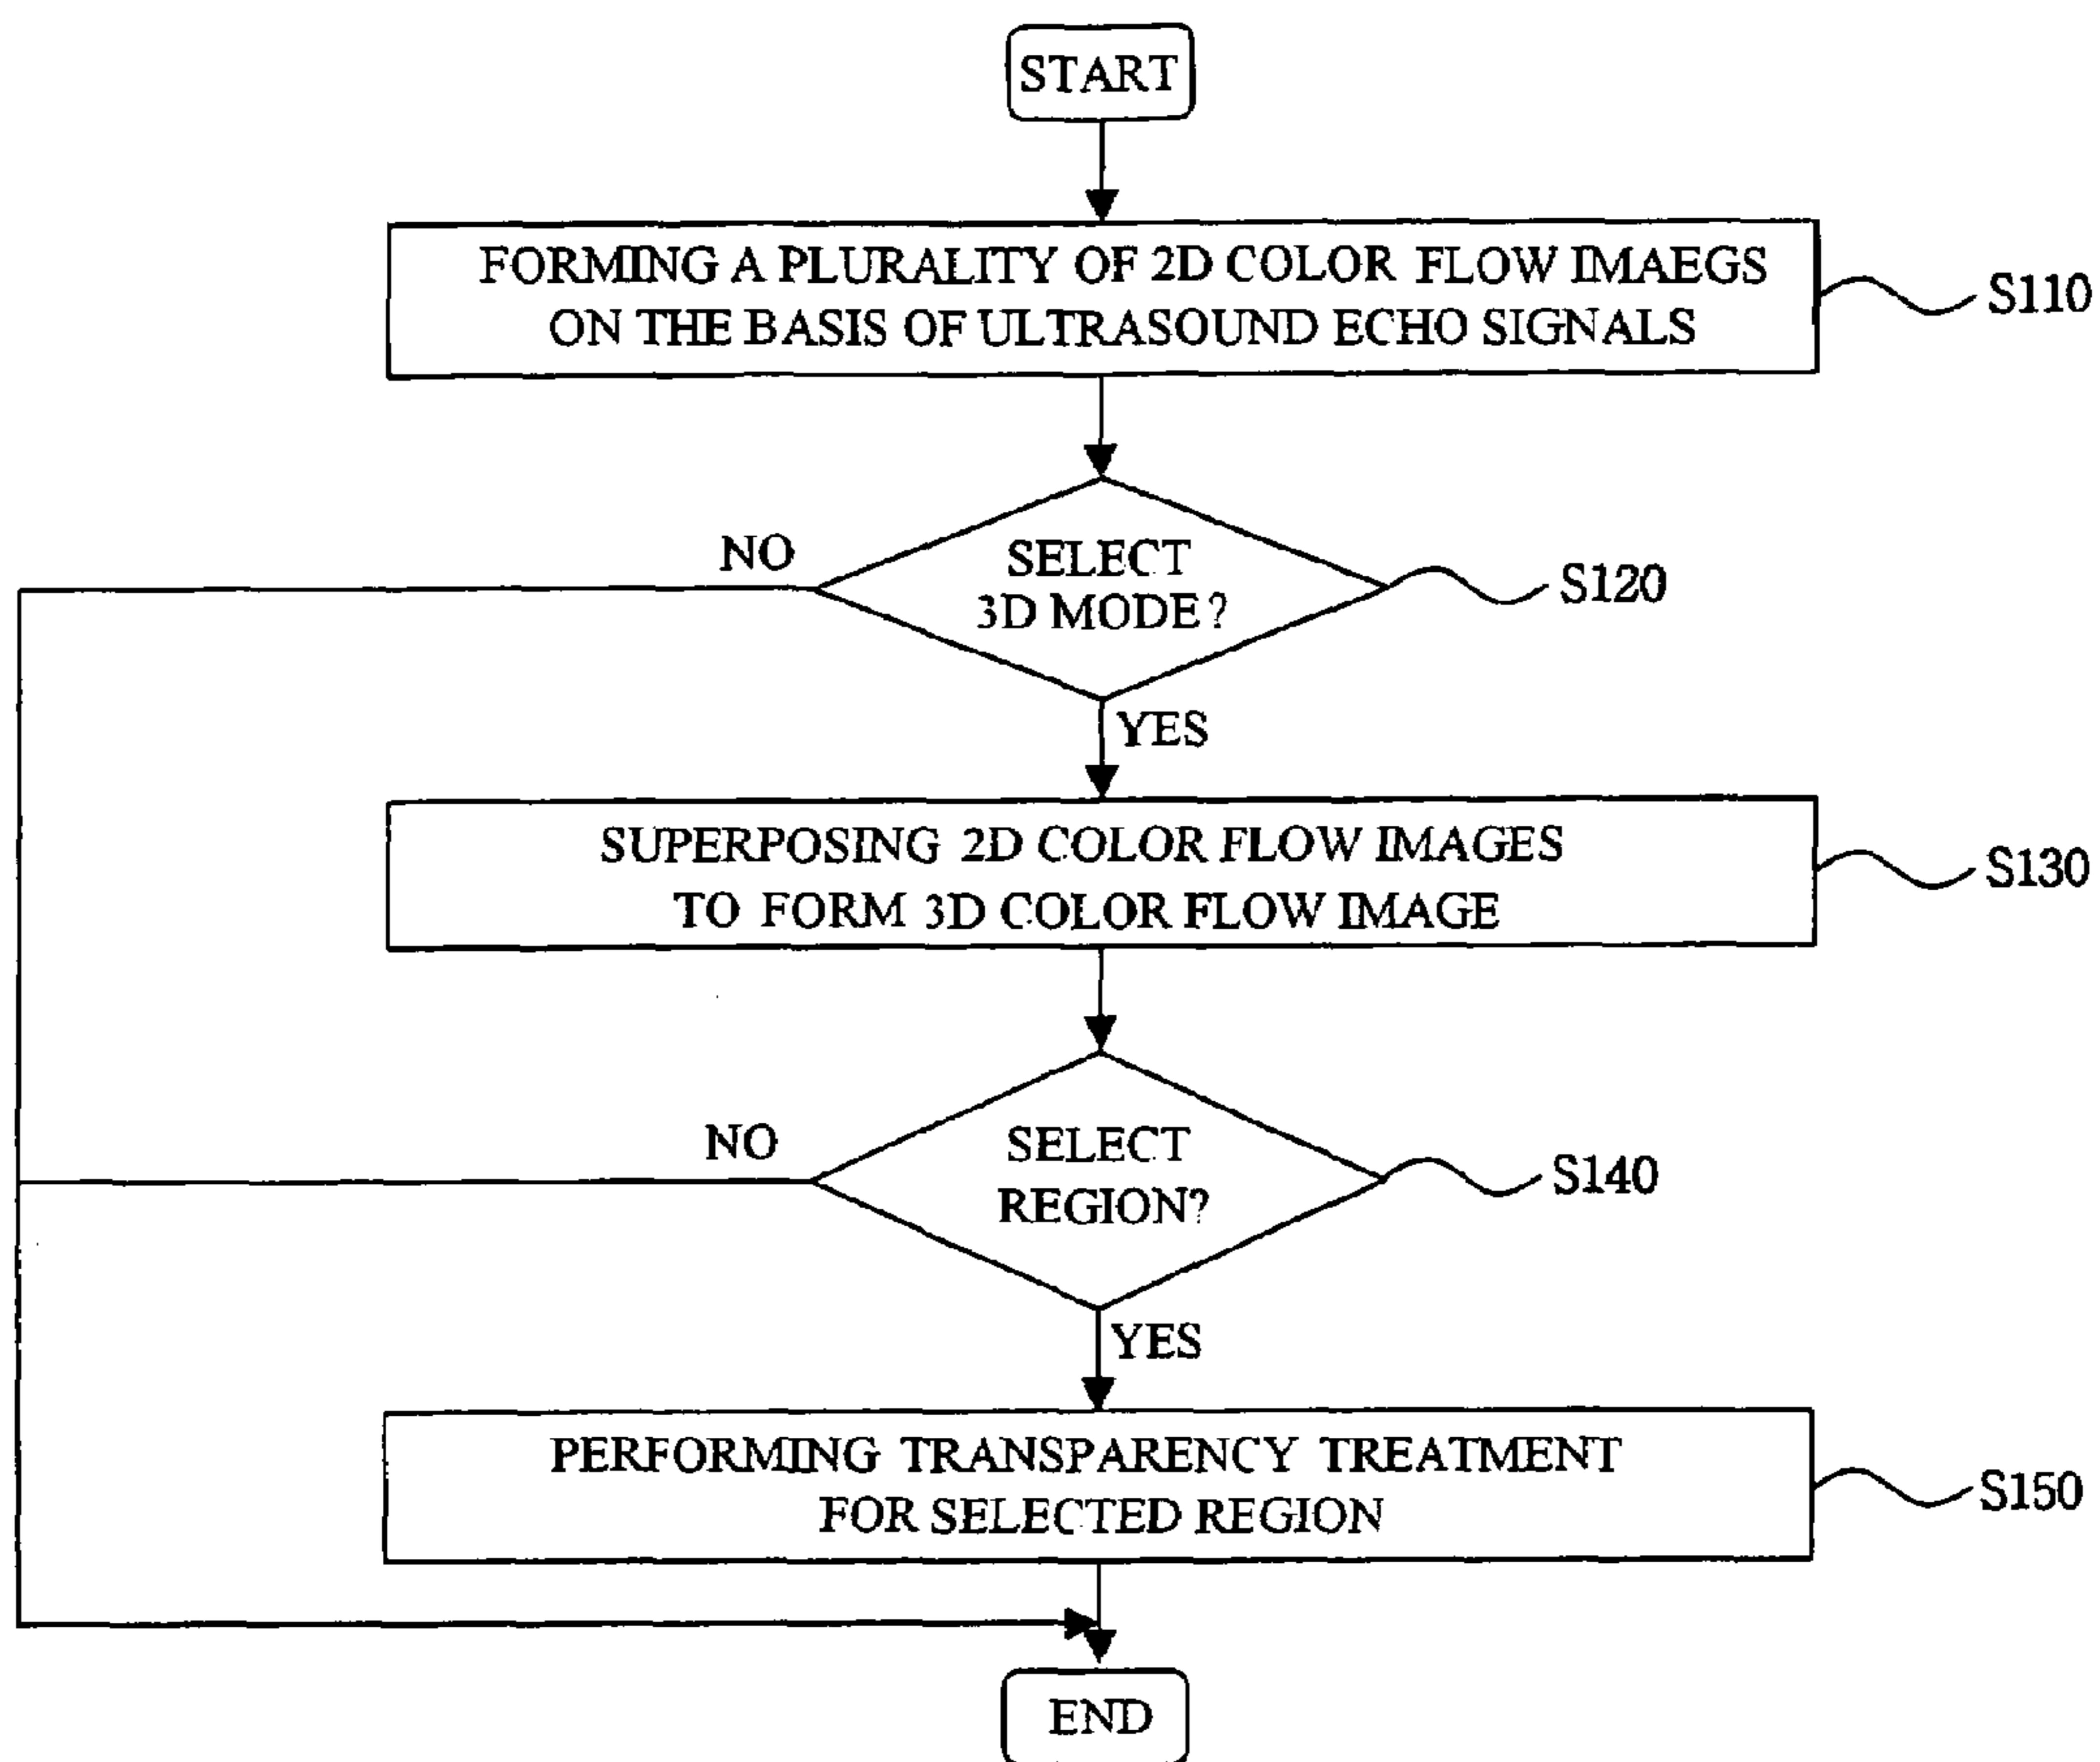 START
FORMING A PLURALITY OF 2D COLOR FLOW IMAEGS
ON THE BASIS OF ULTRASOUND ECHO SIGNALS
S110
NO
SELECT
3D MODE?
S120
YES
SUPERPOSING 2D COLOR FLOW IMAGES
TO FORM 3D COLOR FLOW IMAGE
S130
NO
SELECT
REGION?
S140
YES
PERFORMING TRANSPARENCY TREATMENT
FOR SELECTED REGION
S150
END